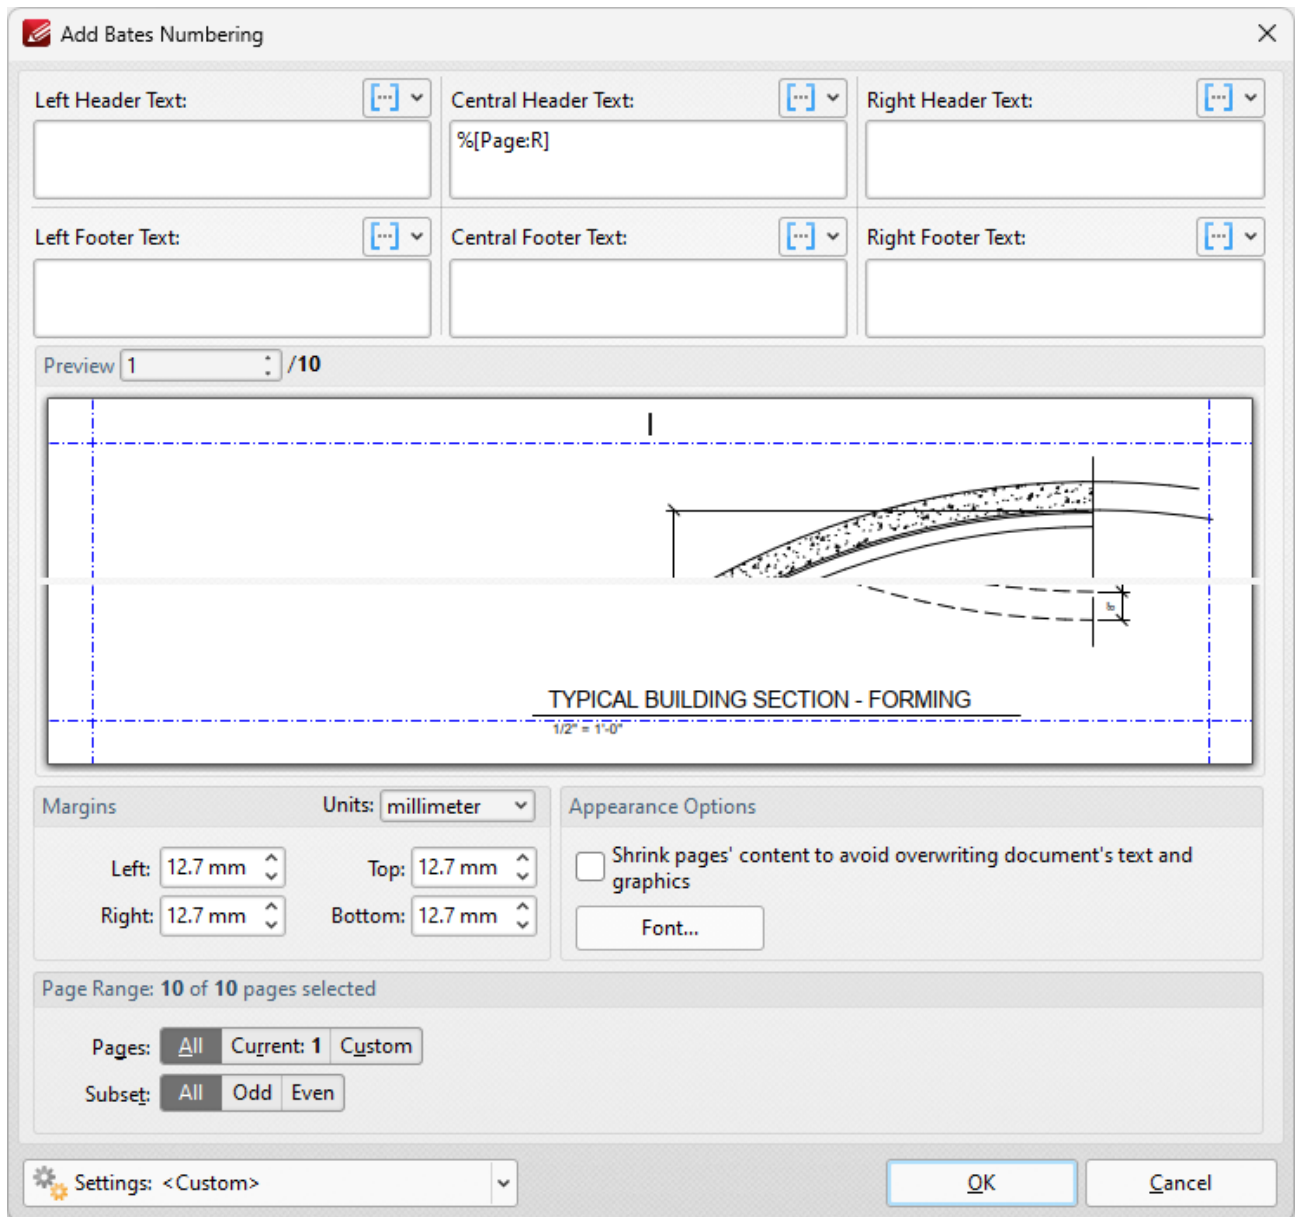 Add Bates Numbering
Left Header Text:
Central Header Text:
Right Header Text:
%[Page:R]
Left Footer Text:
Central Footer Text:
Right Footer Text:
Preview 1 /10
I
8"
TYPICAL BUILDING SECTION - FORMING
1/2" = 1'-0"
Margins
Units: millimeter
Left: 12.7 mm
Top: 12.7 mm
Right: 12.7 mm
Bottom: 12.7 mm
Appearance Options
Shrink pages' content to avoid overwriting document's text and
graphics
Font...
Page Range: 10 of 10 pages selected
Pages: All Current: 1 Custom
Subset: All Odd Even
Settings: <Custom>
OK
Cancel